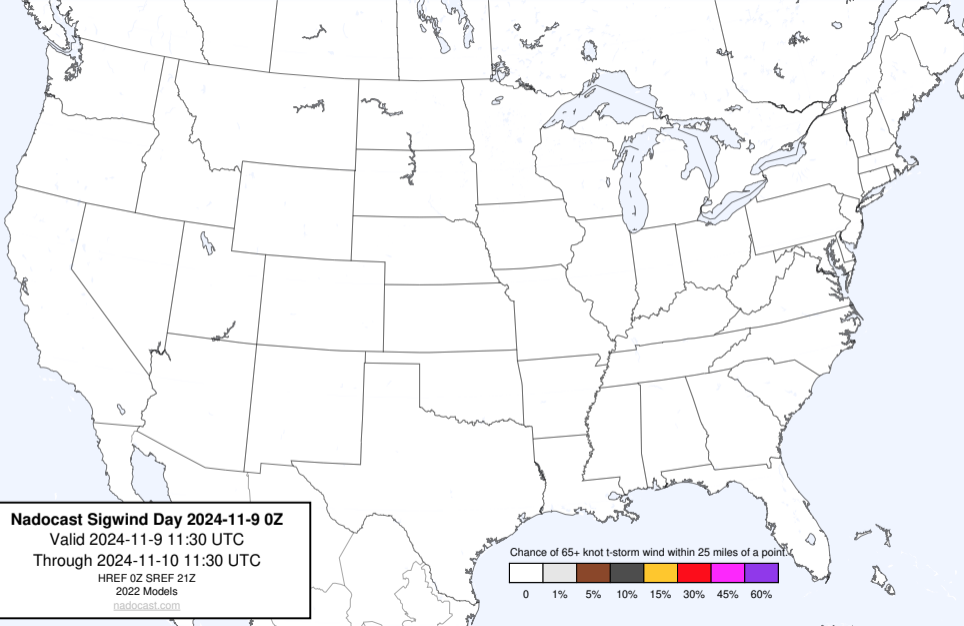 Nadocast Sigwind Day 2024-11-9 0Z
Valid 2024-11-9 11:30 UTC
Through 2024-11-10 11:30 UTC
HREF 0Z SREF 21Z
2022 Models
nadocast.com
Chance of 65+ knot t-storm wind within 25 miles of a point.
0 1% 5% 10% 15% 30% 45% 60%